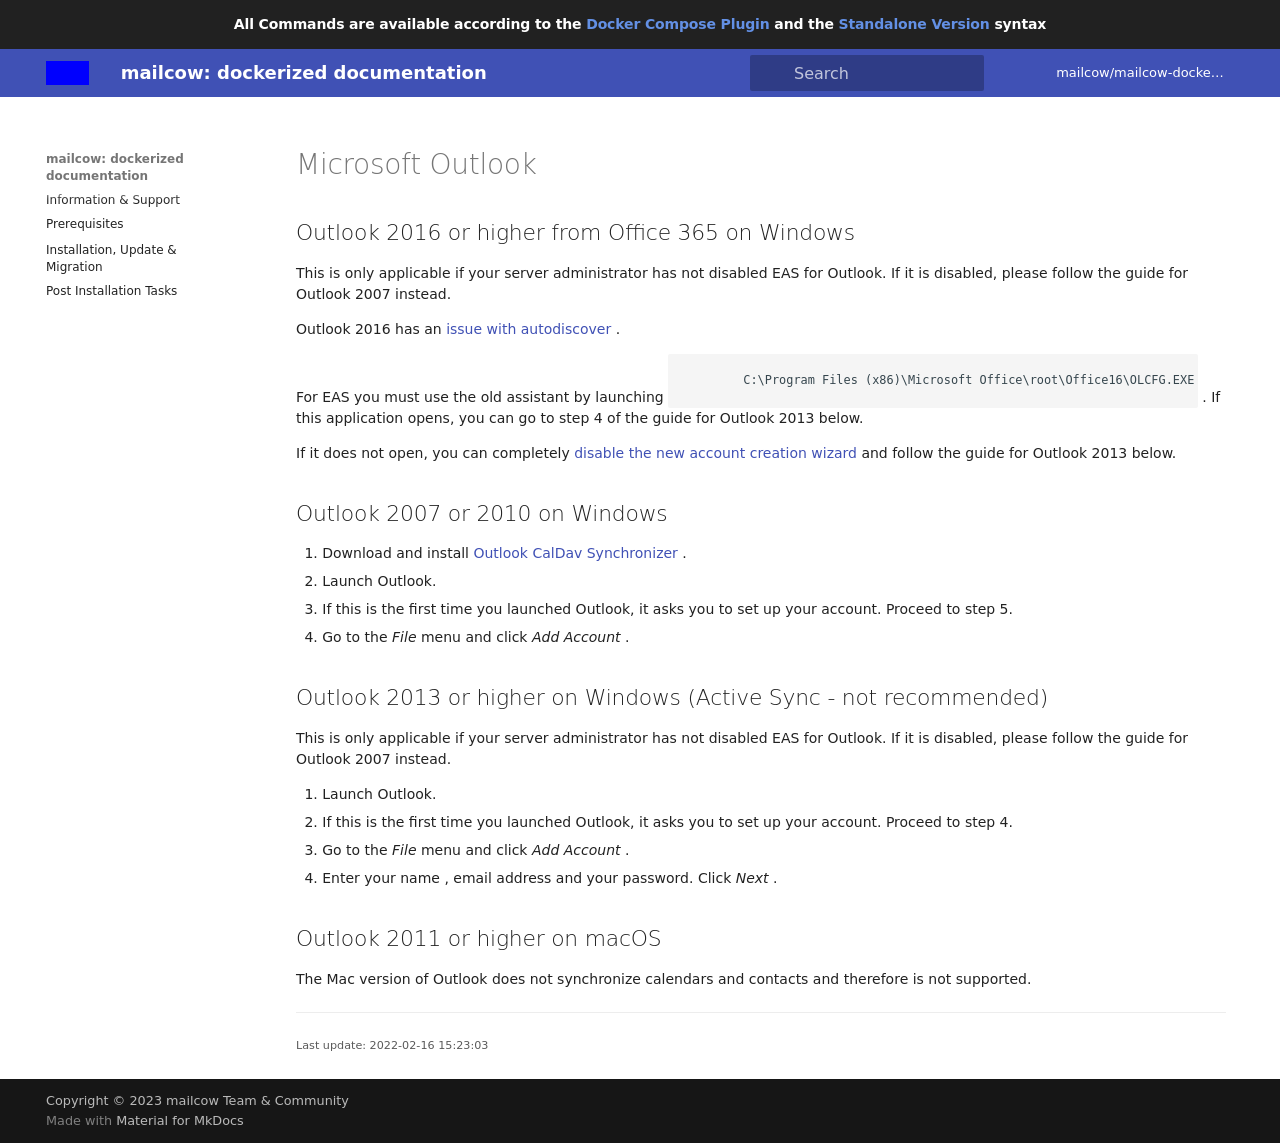 All Commands are available according to the Docker Compose Plugin and the Standalone Version syntax
mailcow: dockerized documentation
Search
mailcow/mailcow-docke...
mailcow: dockerized
documentation
Information & Support
Prerequisites
Installation, Update &
Migration
Post Installation Tasks
Microsoft Outlook
Outlook 2016 or higher from Office 365 on Windows
This is only applicable if your server administrator has not disabled EAS for Outlook. If it is disabled, please follow the guide for
Outlook 2007 instead.
Outlook 2016 has an issue with autodiscover .
For EAS you must use the old assistant by launching C:\Program Files (x86)\Microsoft Office\root\Office16\OLCFG.EXE . If
this application opens, you can go to step 4 of the guide for Outlook 2013 below.
If it does not open, you can completely disable the new account creation wizard and follow the guide for Outlook 2013 below.
Outlook 2007 or 2010 on Windows
1. Download and install Outlook CalDav Synchronizer .
2. Launch Outlook.
3. If this is the first time you launched Outlook, it asks you to set up your account. Proceed to step 5.
4. Go to the File menu and click Add Account .
Outlook 2013 or higher on Windows (Active Sync - not recommended)
This is only applicable if your server administrator has not disabled EAS for Outlook. If it is disabled, please follow the guide for
Outlook 2007 instead.
1. Launch Outlook.
2. If this is the first time you launched Outlook, it asks you to set up your account. Proceed to step 4.
3. Go to the File menu and click Add Account .
4. Enter your name , email address and your password. Click Next .
Outlook 2011 or higher on macOS
The Mac version of Outlook does not synchronize calendars and contacts and therefore is not supported.
Last update: 2022-02-16 15:23:03
Copyright © 2023 mailcow Team & Community
Made with Material for MkDocs